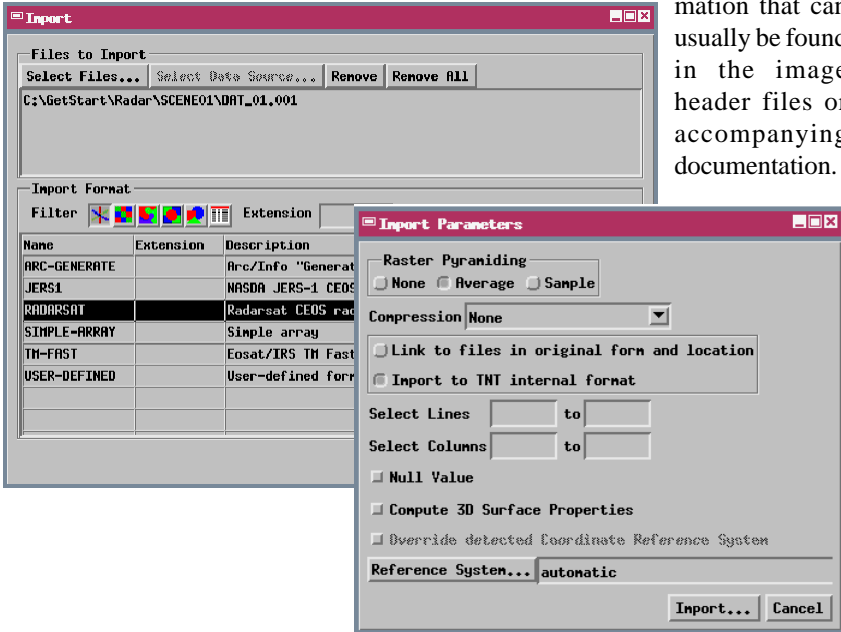 mation that can
usually be found
in the image
header files or
accompanying
documentation.
Import
Files to Import
Select Files... Select Data Source... Remove Remove All
C:\GetStart\Radar\SCENE01\DAT_01.001
Import Format
Filter Extension
Name Extension Description
ARC-GENERATE Arc/Info "Generat
JERS1 NASDA JERS-1 CEOS
RADARSAT Radarsat CEOS rad
SIMPLE-ARRAY Simple array
TM-FAST Eosat/IRS TM Fast
USER-DEFINED User-defined for
Import Parameters
Raster Pyramiding
None Average Sample
Compression None
Link to files in original form and location
Import to TNT internal format
Select Lines to
Select Columns to
Null Value
Compute 3D Surface Properties
Override detected Coordinate Reference System
Reference System... automatic
Import... Cancel